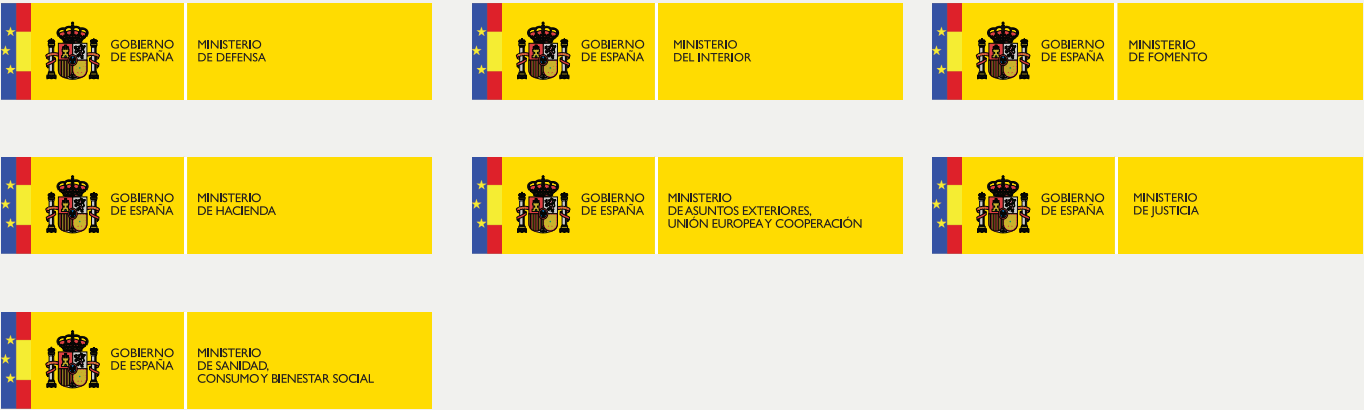 GOBIERNO
DE ESPAÑA
MINISTERIO
DE DEFENSA
GOBIERNO
DE ESPAÑA
MINISTERIO
DEL INTERIOR
GOBIERNO
DE ESPAÑA
MINISTERIO
DE FOMENTO
GOBIERNO
DE ESPAÑA
MINISTERIO
DE HACIENDA
GOBIERNO
DE ESPAÑA
MINISTERIO
DE ASUNTOS EXTERIORES,
UNIÓN EUROPEA Y COOPERACIÓN
GOBIERNO
DE ESPAÑA
MINISTERIO
DE JUSTICIA
GOBIERNO
DE ESPAÑA
MINISTERIO
DE SANIDAD,
CONSUMO Y BIENESTAR SOCIAL